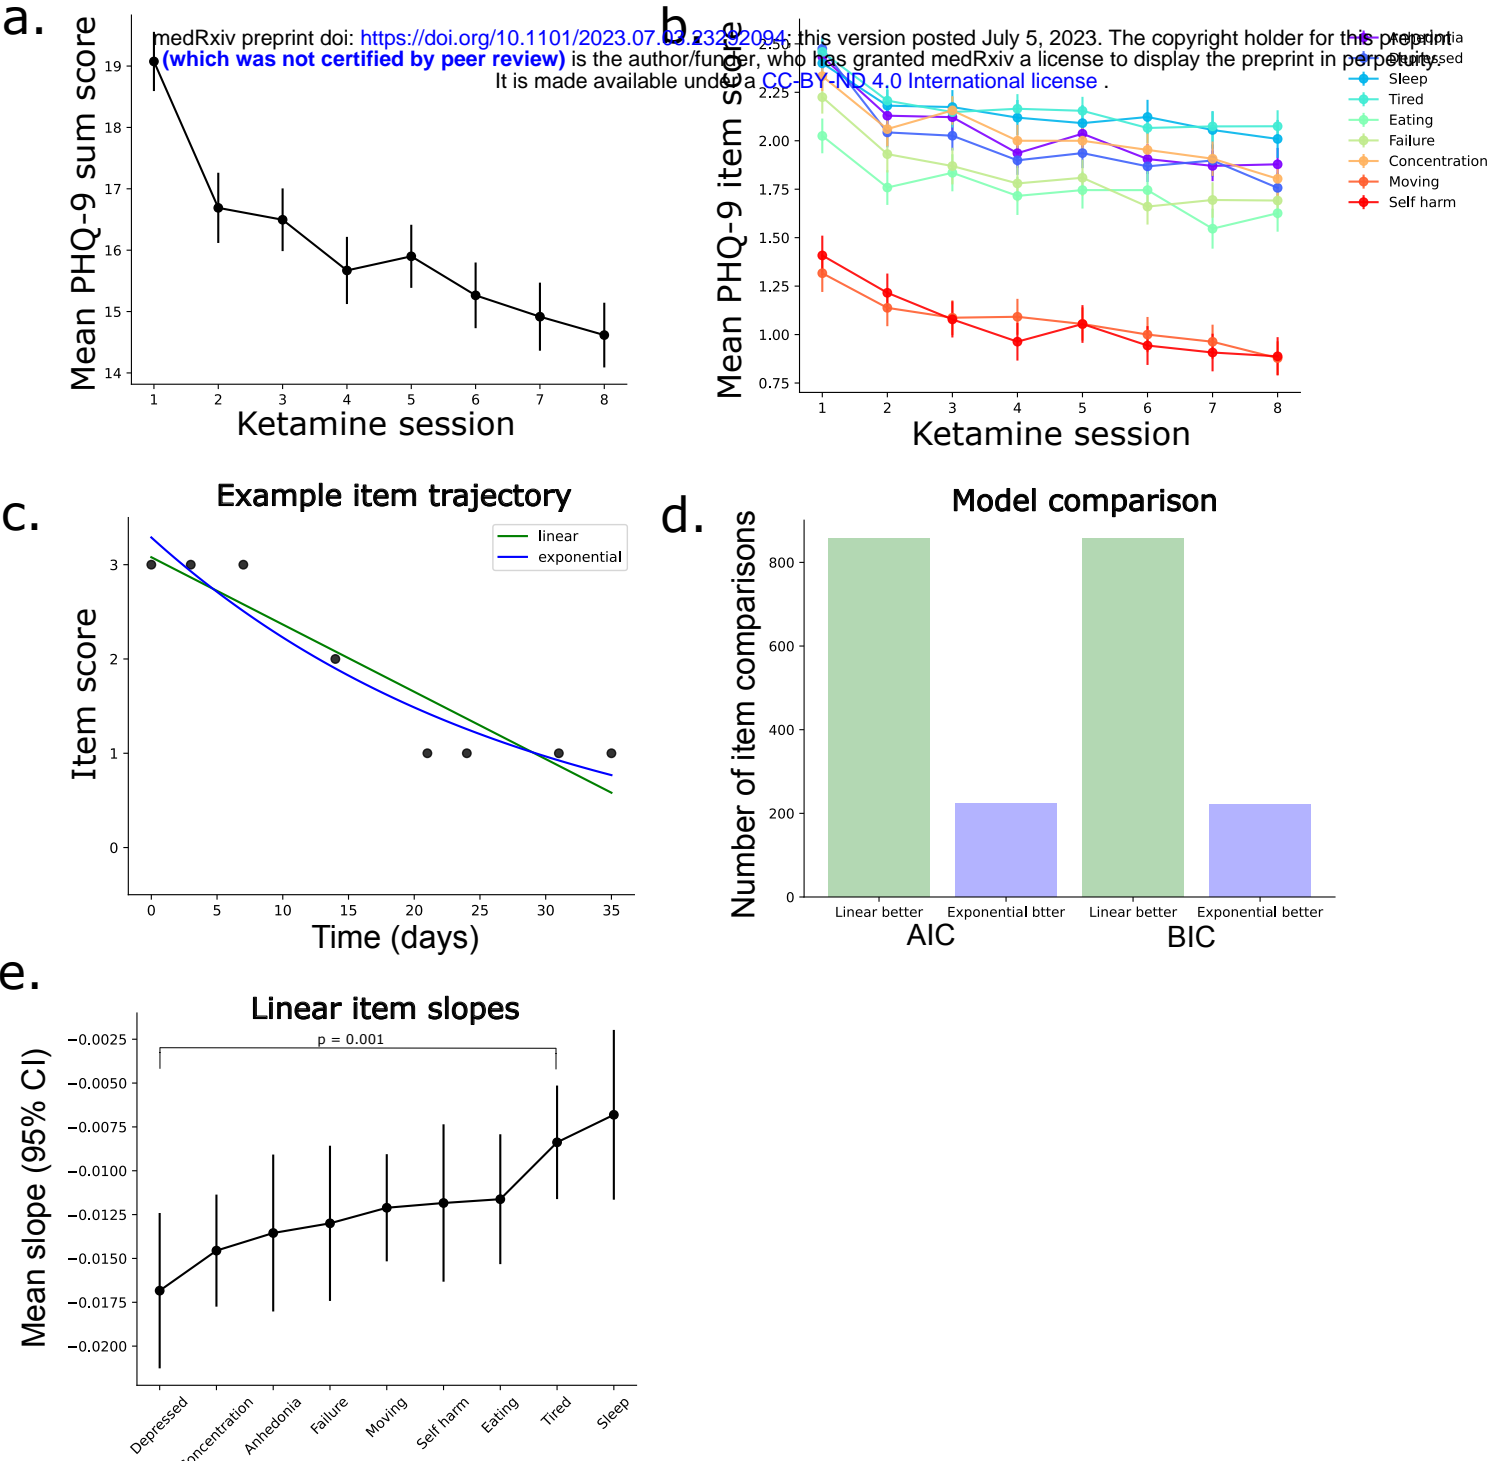 a.
b.
medRxiv preprint doi: https://doi.org/10.1101/2023.07.03.23292094; this version posted July 5, 2023. The copyright holder for this preprint
(which was not certified by peer review) is the author/funder, who has granted medRxiv a license to display the preprint in perpetuity.
It is made available under a CC-BY-ND 4.0 International license .
Mean PHQ-9 sum score
19
18
17
16
15
14
1 2 3 4 5 6 7 8
Ketamine session
Mean PHQ-9 item score
2.50
2.25
2.00
1.75
1.50
1.25
1.00
0.75
1 2 3 4 5 6 7 8
Ketamine session
Anhedonia
Depressed
Sleep
Tired
Eating
Failure
Concentration
Moving
Self harm
c.
Example item trajectory
linear
exponential
Item score
3
2
1
0
0 5 10 15 20 25 30 35
Time (days)
d.
Model comparison
Number of item comparisons
800
600
400
200
0
Linear better Exponential btter Linear better Exponential better
AIC BIC
e.
Linear item slopes
p = 0.001
Mean slope (95% CI)
−0.0025
−0.0050
−0.0075
−0.0100
−0.0125
−0.0150
−0.0175
−0.0200
Depressed
oncentration
Anhedonia
Failure
Moving
Self harm
Eating
Tired
Sleep